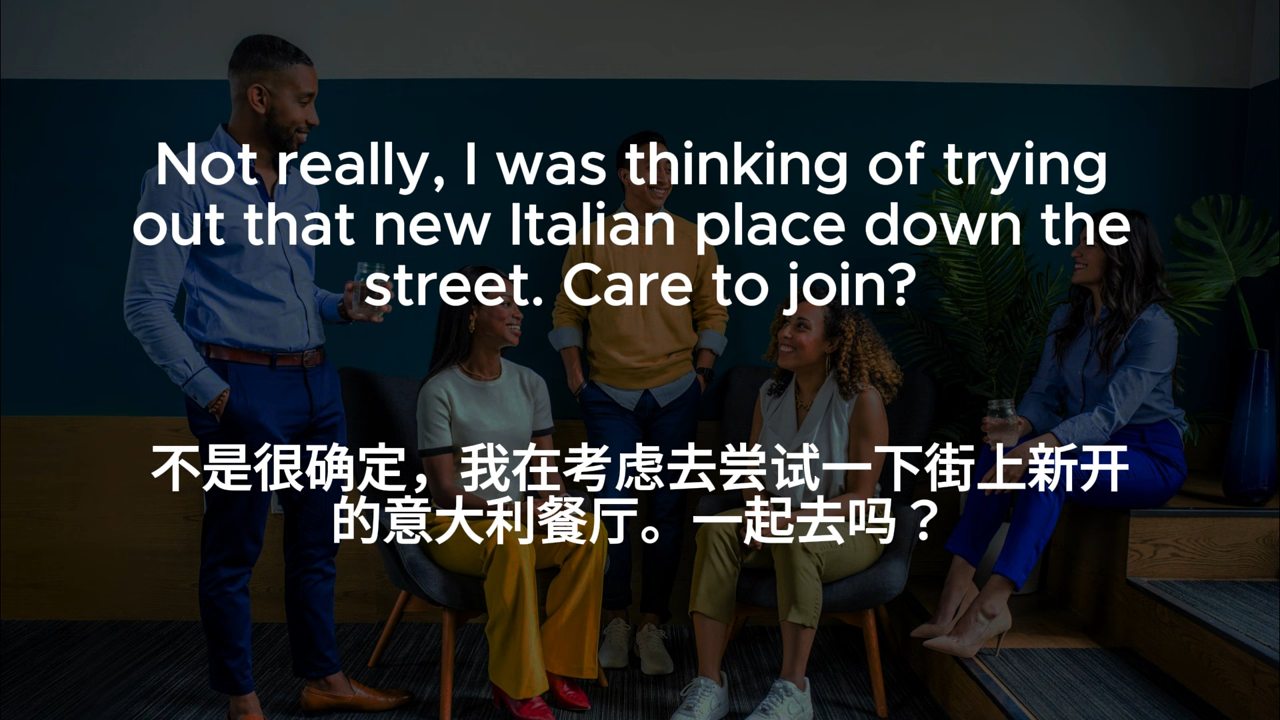 Not really, I was thinking of trying
out that new Italian place down the
street. Care to join?
不是很确定，我在考虑去尝试一下街上新开
的意大利餐厅。一起去吗？